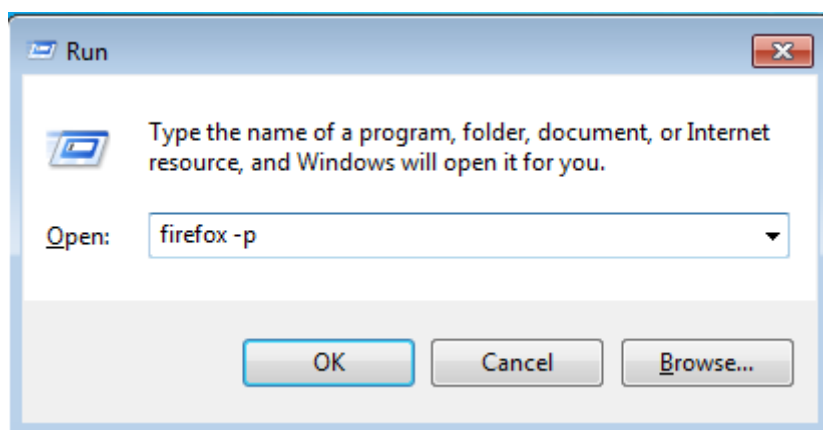 Run
Type the name of a program, folder, document, or Internet
resource, and Windows will open it for you.
Open: firefox -p
OK Cancel Browse...